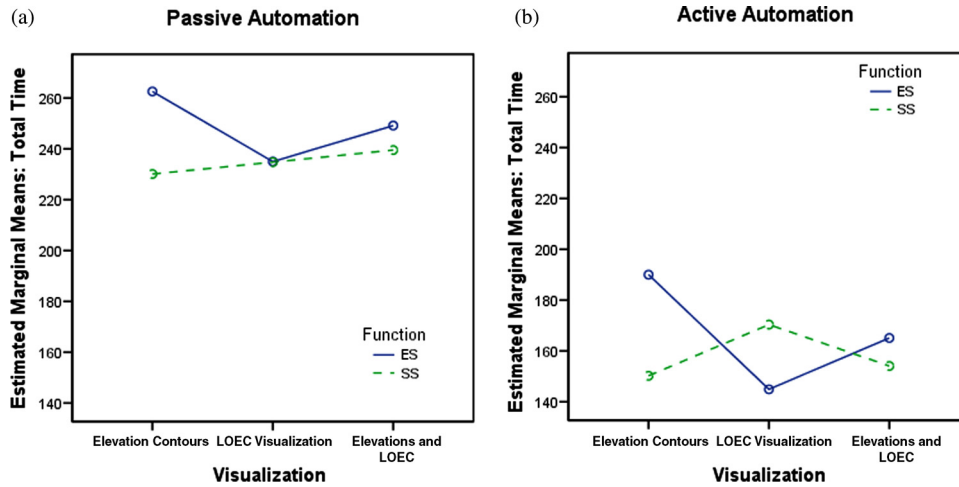 (a)
Passive Automation
Estimated Marginal Means: Total Time
260
240
220
200
180
160
140
Function
ES
SS
Elevation Contours
LOEC Visualization
Elevations and
LOEC
Visualization
(b)
Active Automation
Estimated Marginal Means: Total Time
260
240
220
200
180
160
140
Function
ES
SS
Elevation Contours
LOEC Visualization
Elevations and
LOEC
Visualization